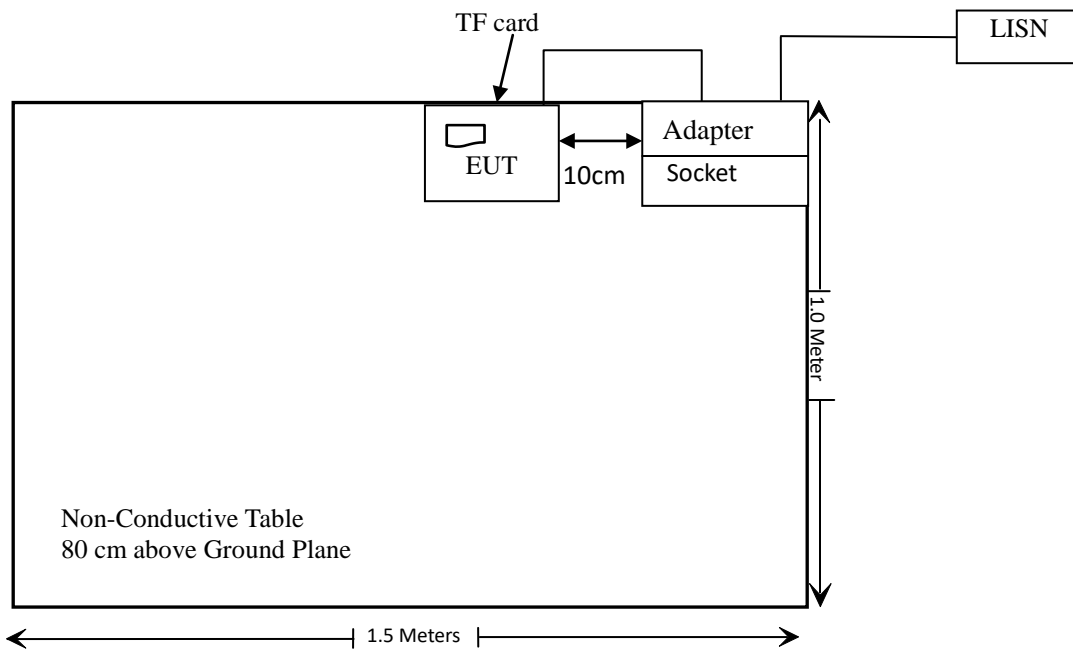 TF card
LISN
Adapter
EUT
10cm
Socket
1.0 Meter
Non-Conductive Table
80 cm above Ground Plane
1.5 Meters